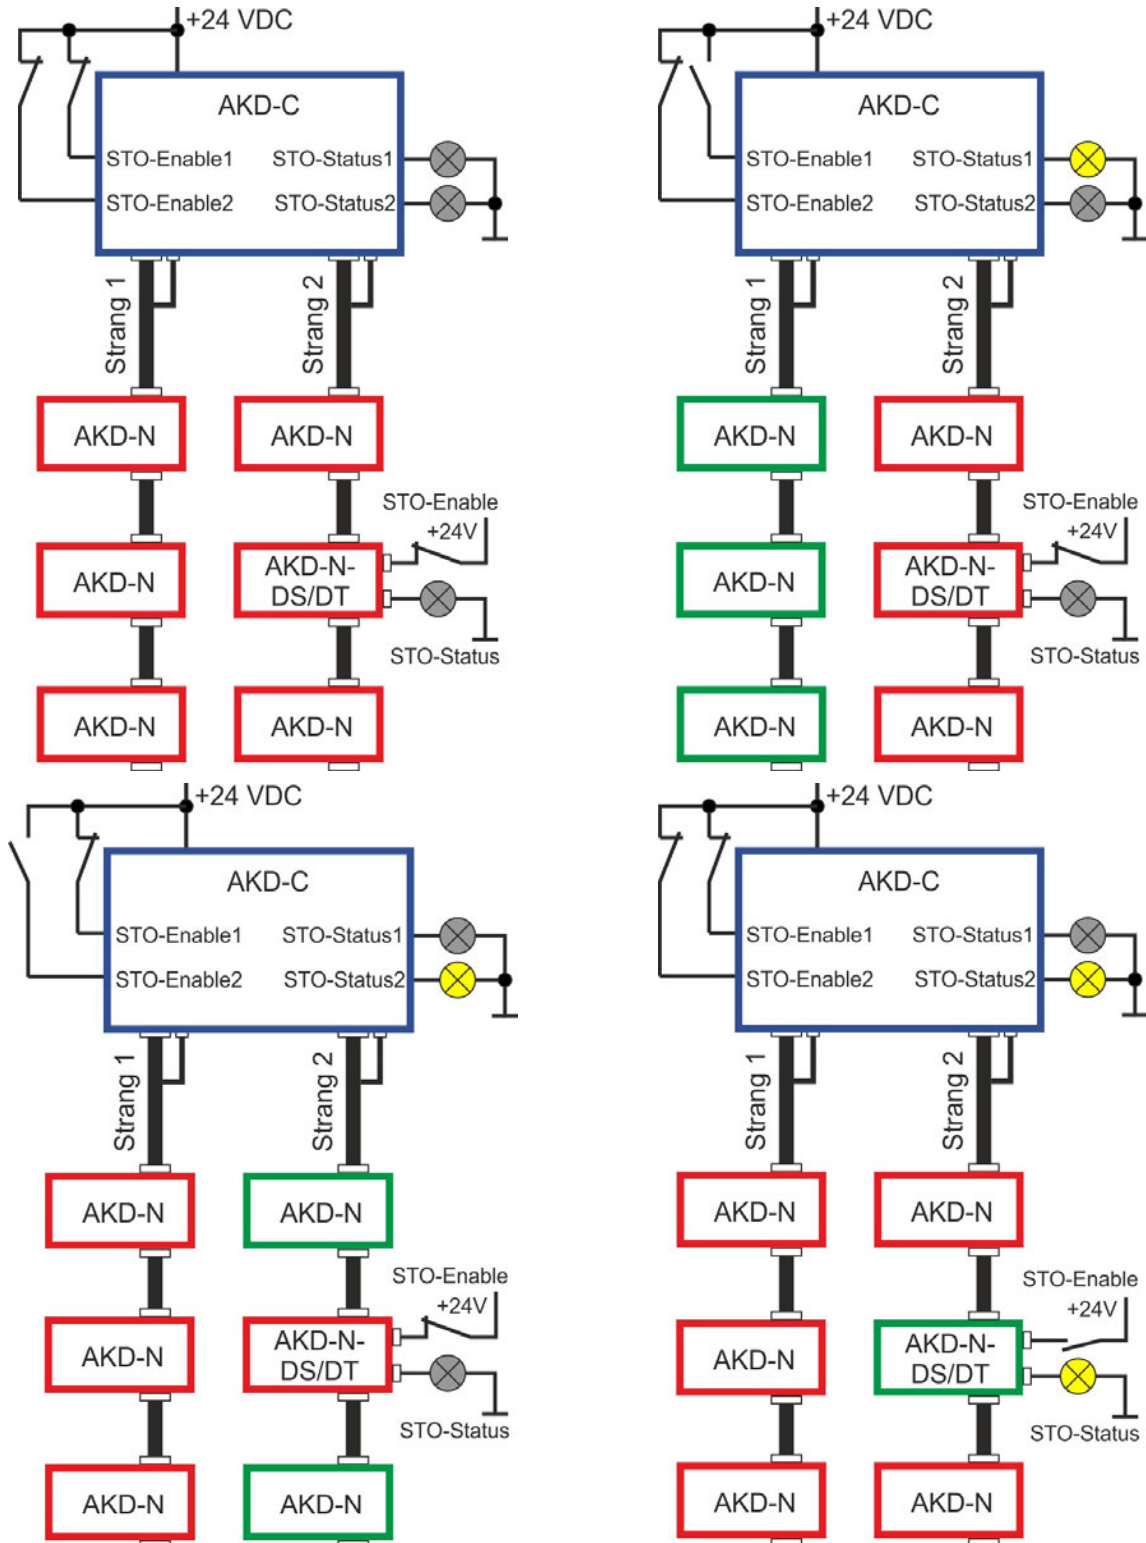 +24 VDC
AKD-C
STO-Enable1 STO-Status1
STO-Enable2 STO-Status2
Strang 1
Strang 2
AKD-N AKD-N
STO-Enable
+24V
AKD-N
AKD-N-
DS/DT
STO-Status
AKD-N AKD-N
+24 VDC
AKD-C
STO-Enable1 STO-Status1
STO-Enable2 STO-Status2
Strang 1
Strang 2
AKD-N AKD-N
STO-Enable
+24V
AKD-N
AKD-N-
DS/DT
STO-Status
AKD-N AKD-N
+24 VDC
AKD-C
STO-Enable1 STO-Status1
STO-Enable2 STO-Status2
Strang 1
Strang 2
AKD-N AKD-N
STO-Enable
+24V
AKD-N
AKD-N-
DS/DT
STO-Status
AKD-N AKD-N
+24 VDC
AKD-C
STO-Enable1 STO-Status1
STO-Enable2 STO-Status2
Strang 1
Strang 2
AKD-N AKD-N
STO-Enable
+24V
AKD-N
AKD-N-
DS/DT
STO-Status
AKD-N AKD-N